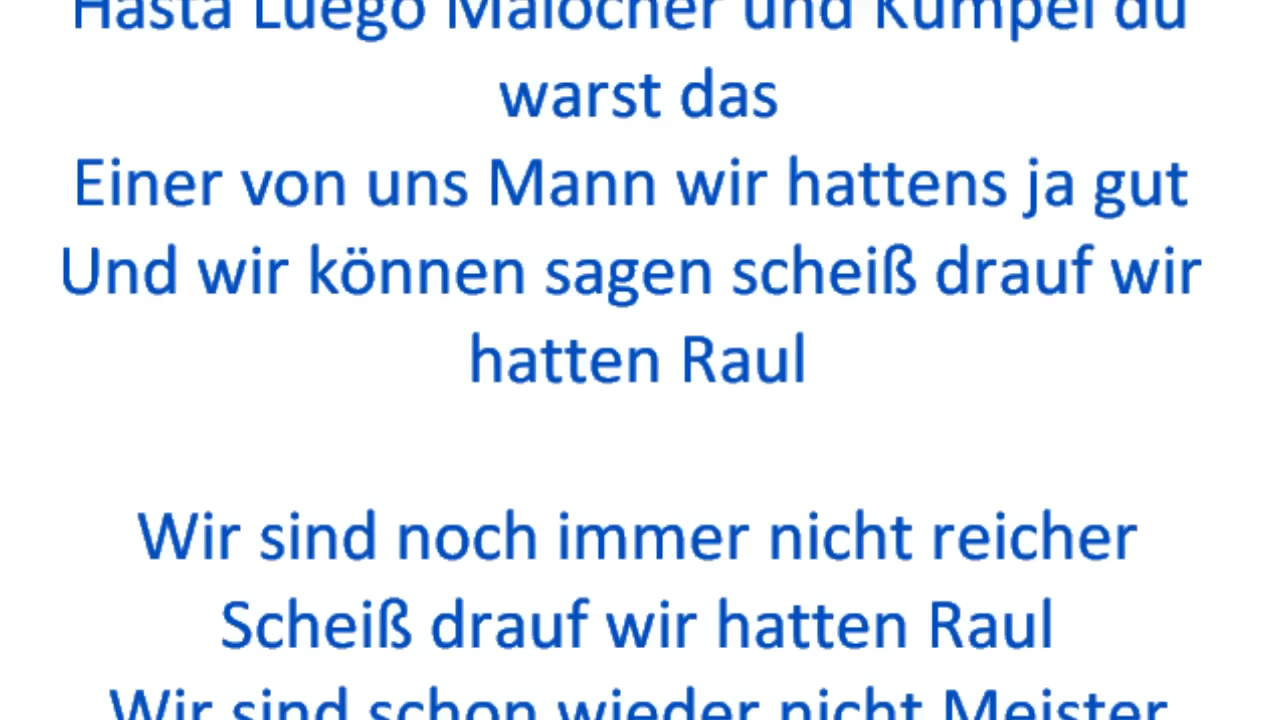 Hasta Luego Malocher und Kumpel du
warst das
Einer von uns Mann wir hattens ja gut
Und wir können sagen scheiß drauf wir
hatten Raul
Wir sind noch immer nicht reicher
Scheiß drauf wir hatten Raul
Wir sind schon wieder nicht Meister